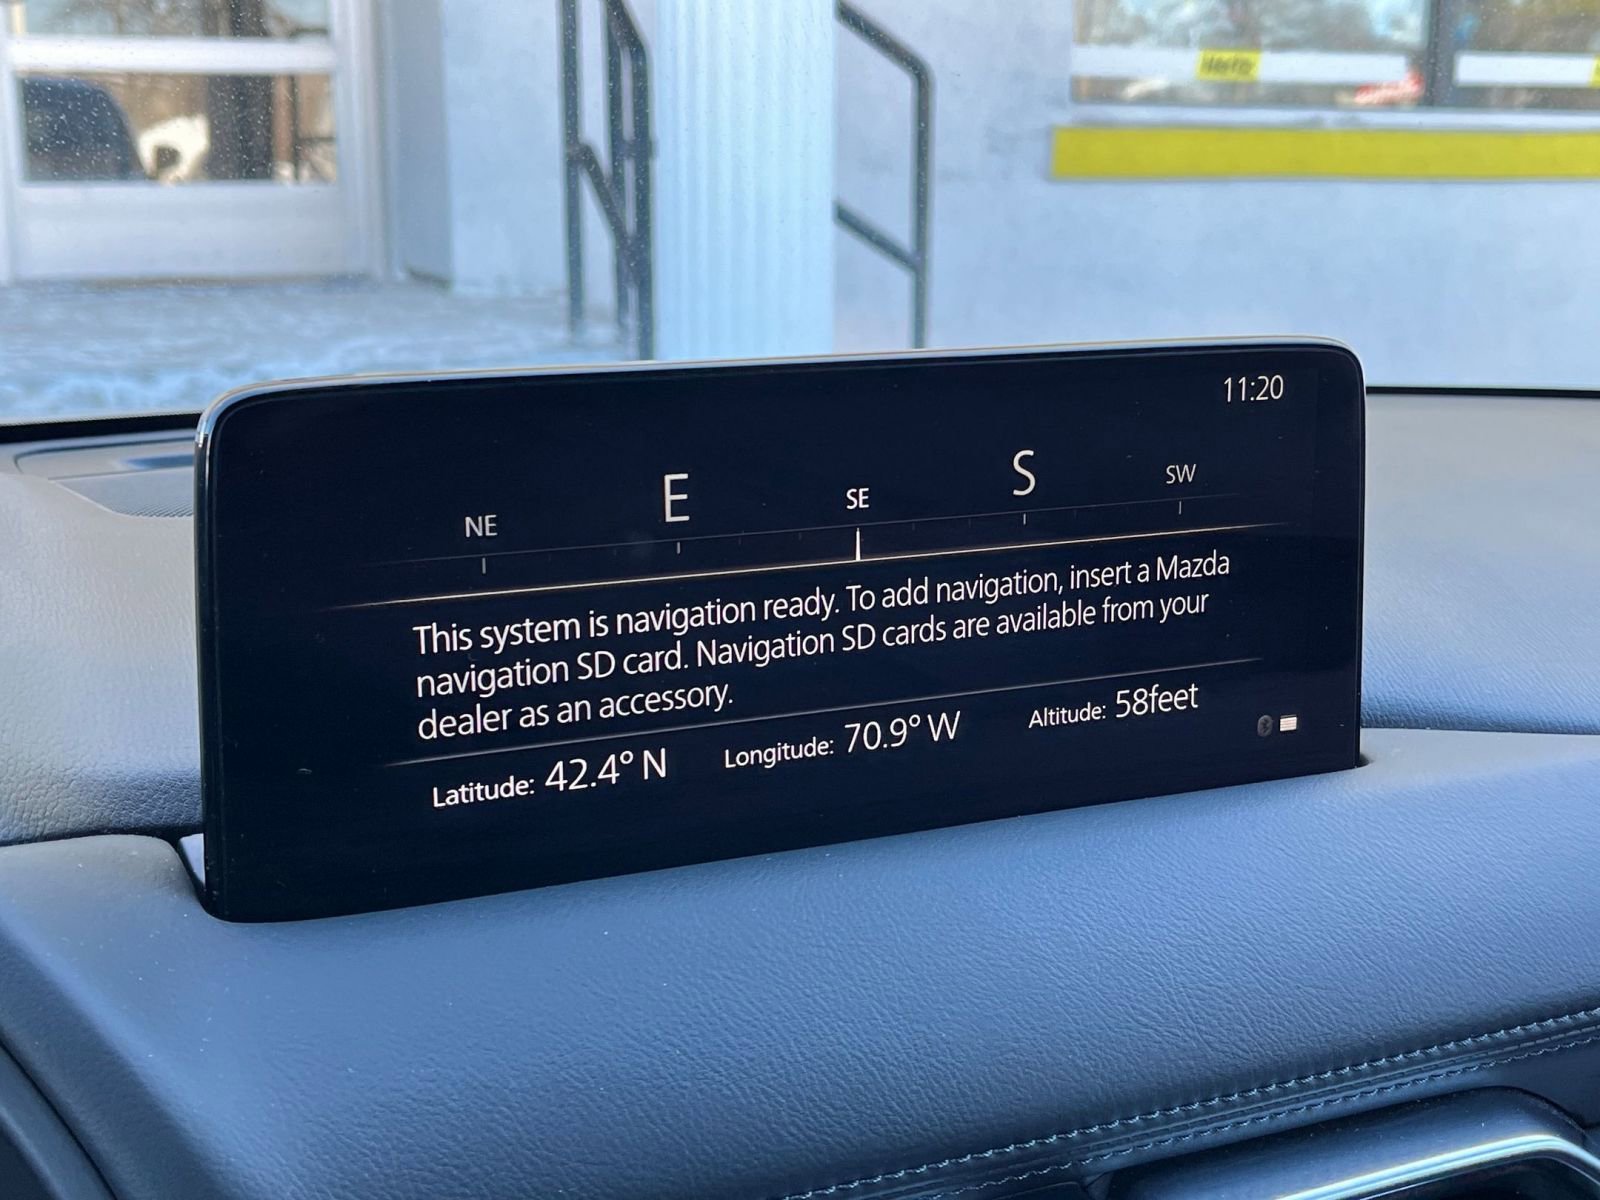 Hertz
11:20
NE E SE S SW
This system is navigation ready. To add navigation, insert a Mazda
navigation SD card. Navigation SD cards are available from your
dealer as an accessory.
Latitude: 42.4° N Longitude: 70.9° W Altitude: 58feet